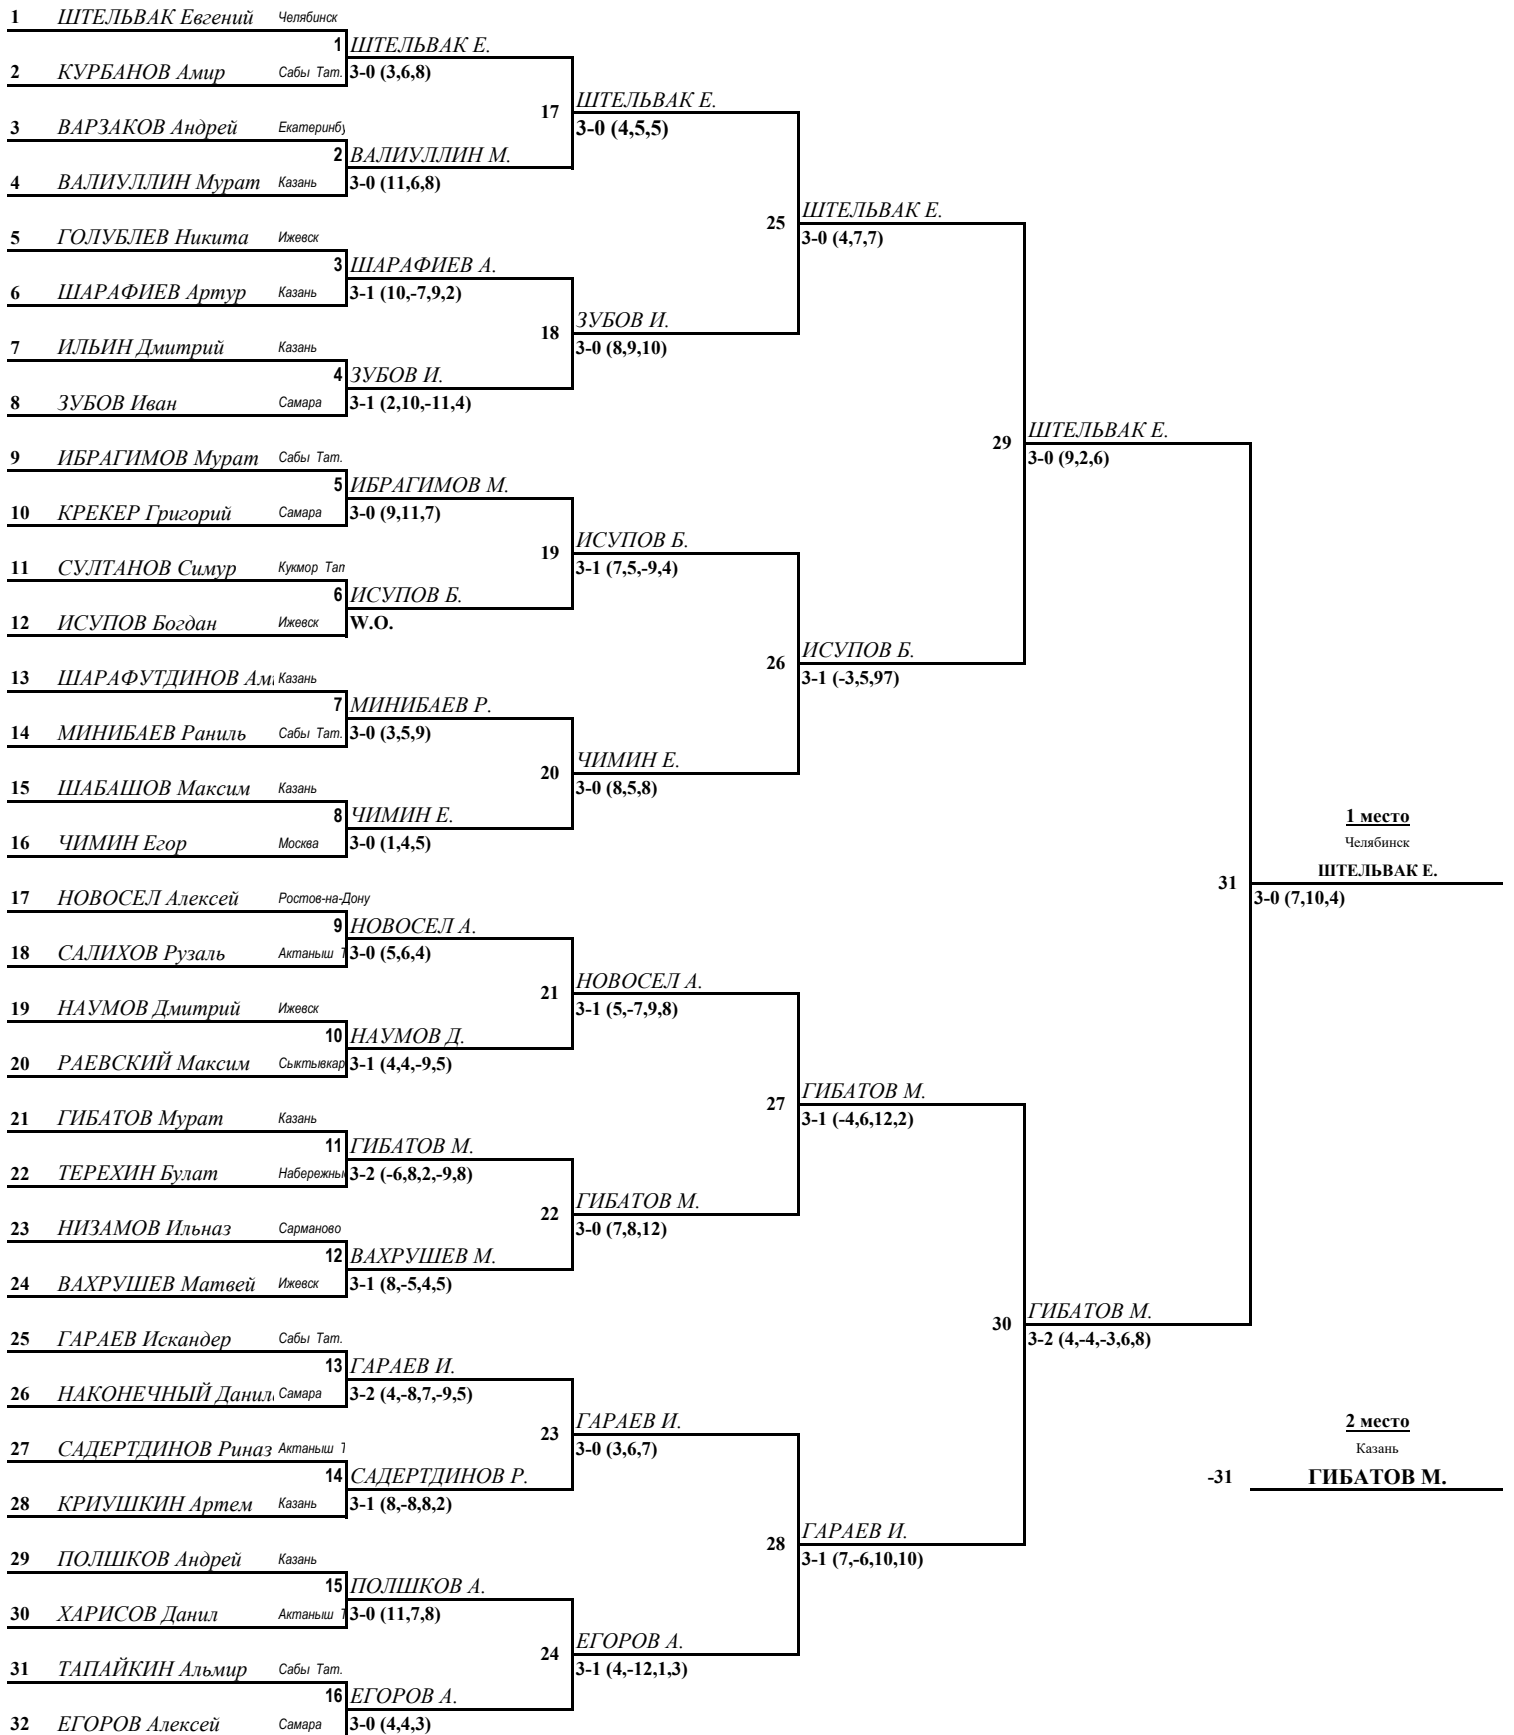 1 ШТЕЛЬВАК Евгений Челябинск
1 ШТЕЛЬВАК Е.
2 КУРБАНОВ Амир Сабы Тат. 3-0 (3,6,8)
17 ШТЕЛЬВАК Е.
3 ВАРЗАКОВ Андрей Екатеринбу 3-0 (4,5,5)
2 ВАЛИУЛЛИН М.
4 ВАЛИУЛЛИН Мурат Казань 3-0 (11,6,8)
25 ШТЕЛЬВАК Е.
5 ГОЛУБЛЕВ Никита Ижевск 3-0 (4,7,7)
3 ШАРАФИЕВ А.
6 ШАРАФИЕВ Артур Казань 3-1 (10,-7,9,2)
18 ЗУБОВ И.
7 ИЛЬИН Дмитрий Казань 3-0 (8,9,10)
4 ЗУБОВ И.
8 ЗУБОВ Иван Самара 3-1 (2,10,-11,4)
29 ШТЕЛЬВАК Е.
9 ИБРАГИМОВ Мурат Сабы Тат. 3-0 (9,2,6)
5 ИБРАГИМОВ М.
10 КРЕКЕР Григорий Самара 3-0 (9,11,7)
19 ИСУПОВ Б.
11 СУЛТАНОВ Симур Кукмор Тат 3-1 (7,5,-9,4)
6 ИСУПОВ Б.
12 ИСУПОВ Богдан Ижевск W.O.
26 ИСУПОВ Б.
13 ШАРАФУТДИНОВ Ам Казань 3-1 (-3,5,97)
7 МИНИБАЕВ Р.
14 МИНИБАЕВ Раниль Сабы Тат. 3-0 (3,5,9)
20 ЧИМИН Е.
15 ШАБАШОВ Максим Казань 3-0 (8,5,8)
8 ЧИМИН Е.
1 место
16 ЧИМИН Егор Москва 3-0 (1,4,5) Челябинск
31 ШТЕЛЬВАК Е.
17 НОВОСЕЛ Алексей Ростов-на-Дону 3-0 (7,10,4)
9 НОВОСЕЛ А.
18 САЛИХОВ Рузаль Актаныш Т 3-0 (5,6,4)
21 НОВОСЕЛ А.
19 НАУМОВ Дмитрий Ижевск 3-1 (5,-7,9,8)
10 НАУМОВ Д.
20 РАЕВСКИЙ Максим Сыктывкар 3-1 (4,4,-9,5)
27 ГИБАТОВ М.
21 ГИБАТОВ Мурат Казань 3-1 (-4,6,12,2)
11 ГИБАТОВ М.
22 ТЕРЕХИН Булат Набережны 3-2 (-6,8,2,-9,8)
22 ГИБАТОВ М.
23 НИЗАМОВ Ильназ Сарманово 3-0 (7,8,12)
12 ВАХРУШЕВ М.
24 ВАХРУШЕВ Матвей Ижевск 3-1 (8,-5,4,5)
30 ГИБАТОВ М.
25 ГАРАЕВ Искандер Сабы Тат. 3-2 (4,-4,-3,6,8)
13 ГАРАЕВ И.
26 НАКОНЕЧНЫЙ Данил Самара 3-2 (4,-8,7,-9,5)
23 ГАРАЕВ И.
2 место
27 САДЕРТДИНОВ Риназ Актаныш Т 3-0 (3,6,7) Казань
14 САДЕРТДИНОВ Р. -31 ГИБАТОВ М.
28 КРИУШКИН Артем Казань 3-1 (8,-8,8,2)
28 ГАРАЕВ И.
29 ПОЛШКОВ Андрей Казань 3-1 (7,-6,10,10)
15 ПОЛШКОВ А.
30 ХАРИСОВ Данил Актаныш Т 3-0 (11,7,8)
24 ЕГОРОВ А.
31 ТАПАЙКИН Альмир Сабы Тат. 3-1 (4,-12,1,3)
16 ЕГОРОВ А.
32 ЕГОРОВ Алексей Самара 3-0 (4,4,3)